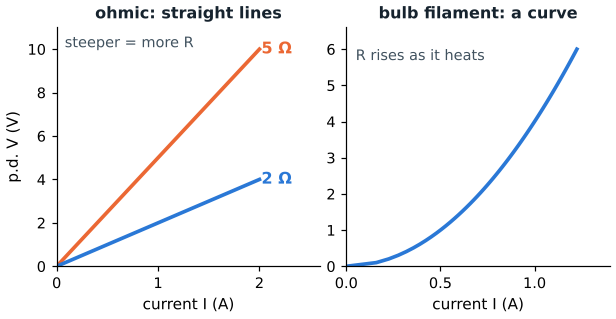 ohmic: straight lines
steeper = more R
5 Ω
2 Ω
p.d. V (V)
10
8
6
4
2
0
0
1
2
current I (A)
bulb filament: a curve
R rises as it heats
6
5
4
3
2
1
0
0.0
0.5
1.0
current I (A)